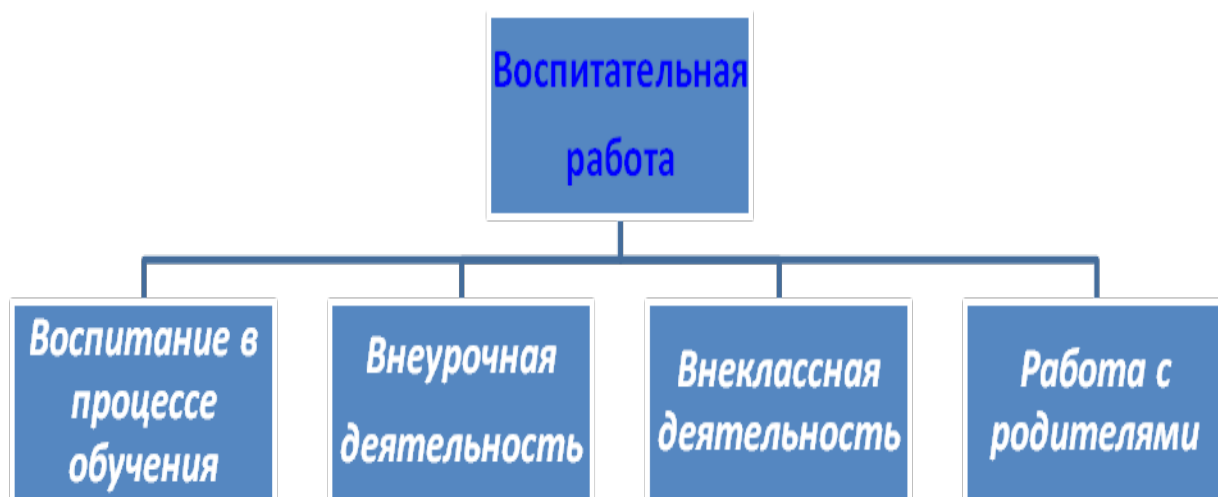 Воспитательная
работа
Воспитание в
процессе
обучения
Внеурочная
деятельность
Внеклассная
деятельность
Работа с
родителями